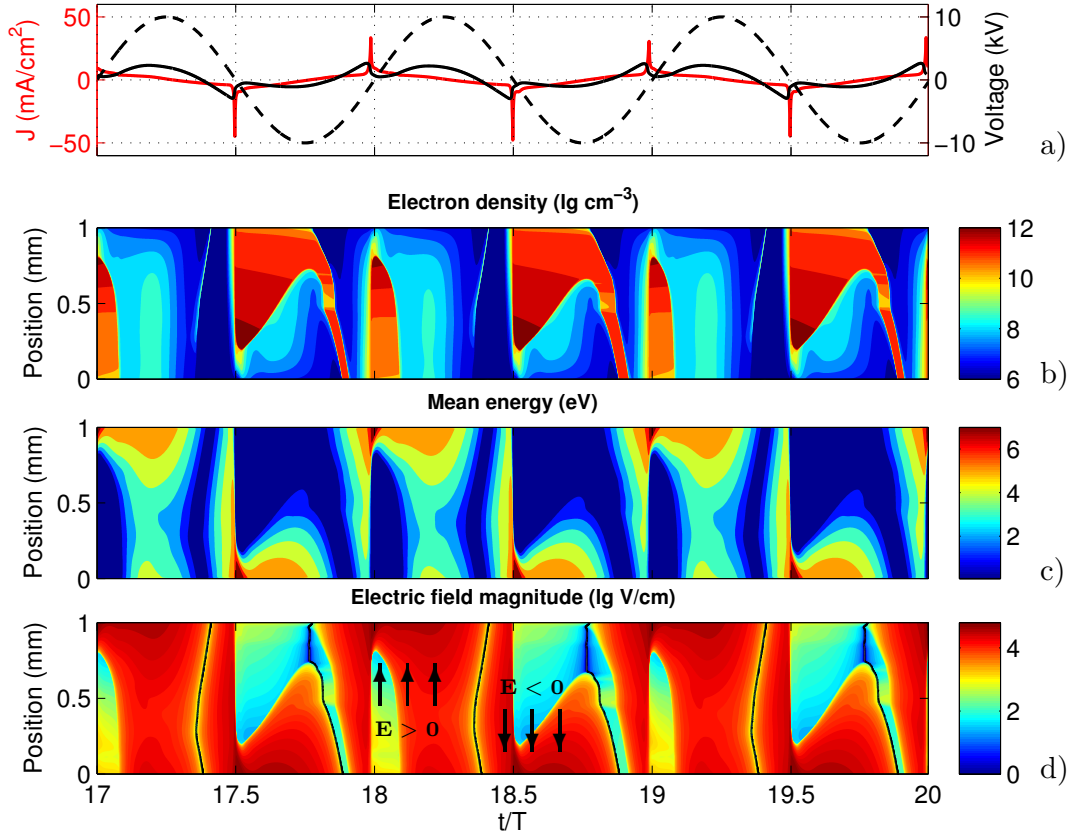 50
0
−50
J (mA/cm²)
10
0
−10
Voltage (kV)
a)
Electron density (lg cm⁻³)
1
0.5
0
Position (mm)
12
10
8
6
b)
Mean energy (eV)
1
0.5
0
Position (mm)
6
4
2
c)
Electric field magnitude (lg V/cm)
1
0.5
0
Position (mm)
E > 0
E < 0
4
2
0
d)
17 17.5 18 18.5 19 19.5 20
t/T